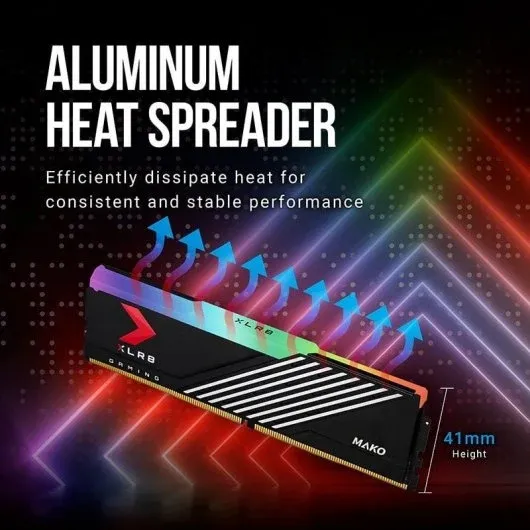 ALUMINUM
HEAT SPREADER
Efficiently dissipate heat for
consistent and stable performance
XLR8
XLR8
GAMING
MAKO
41mm
Height